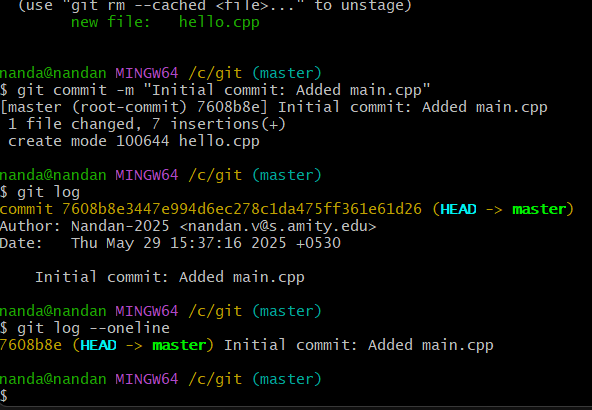 (use "git rm --cached <file>..." to unstage)
new file:   hello.cpp
nanda@nandan MINGW64 /c/git (master)
$ git commit -m "Initial commit: Added main.cpp"
[master (root-commit) 7608b8e] Initial commit: Added main.cpp
1 file changed, 7 insertions(+)
create mode 100644 hello.cpp
nanda@nandan MINGW64 /c/git (master)
$ git log
commit 7608b8e3447e994d6ec278c1da475ff361e61d26 (HEAD -> master)
Author: Nandan-2025 <nandan.v@s.amity.edu>
Date:   Thu May 29 15:37:16 2025 +0530
Initial commit: Added main.cpp
nanda@nandan MINGW64 /c/git (master)
$ git log --oneline
7608b8e (HEAD -> master) Initial commit: Added main.cpp
nanda@nandan MINGW64 /c/git (master)
$